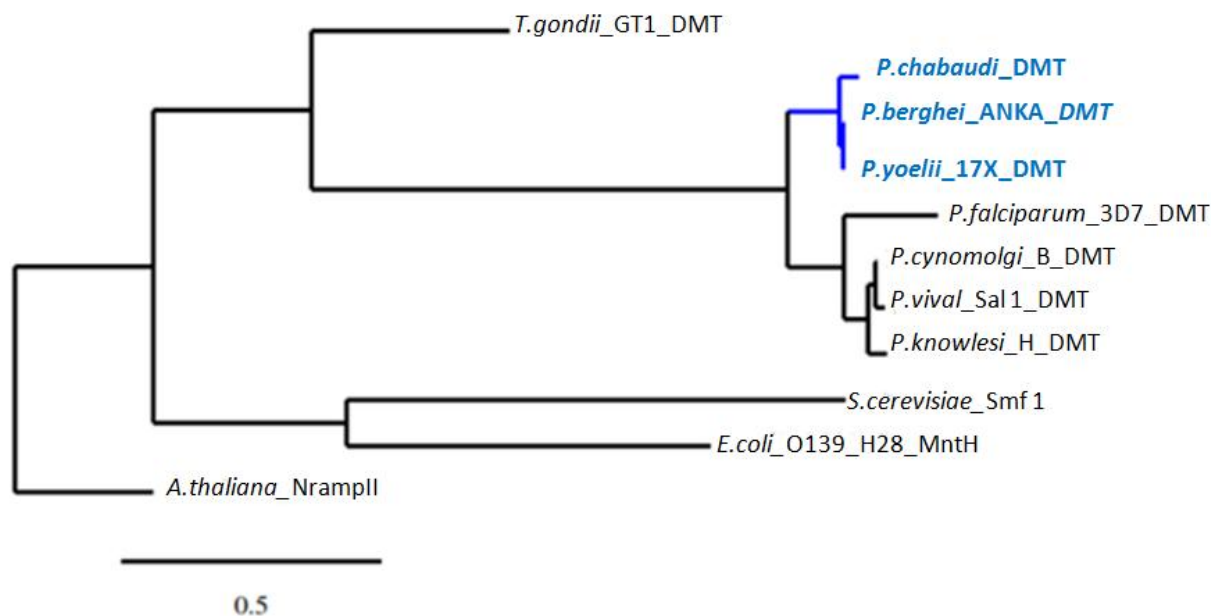 T.gondii_GT1_DMT
P.chabaudi_DMT
P.berghei_ANKA_DMT
P.yoelii_17X_DMT
P.falciparum_3D7_DMT
P.cynomolgi_B_DMT
P.vival_Sal 1_DMT
P.knowlesi_H_DMT
S.cerevisiae_Smf 1
E.coli_O139_H28_MntH
A.thaliana_NrampII
0.5